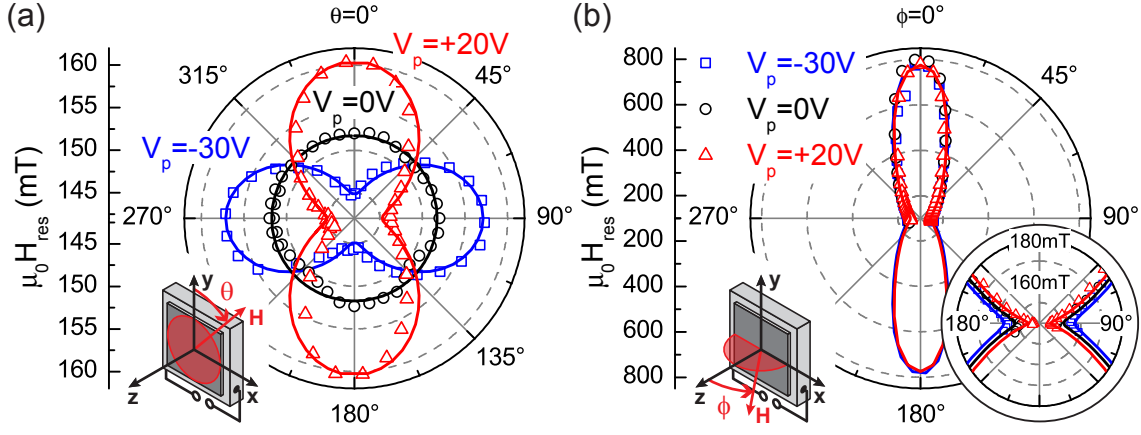 (a)
θ=0°
V_p=+20V
45°
315°
V_p=0V
V_p=-30V
270°
90°
135°
180°
μ₀H_res (mT)
160
155
150
145
145
150
155
160
y
θ
H
z
x
(b)
ϕ=0°
V_p=-30V
V_p=0V
V_p=+20V
45°
270°
90°
180°
μ₀H_res (mT)
800
600
400
200
200
400
600
800
y
z
x
ϕ
H
180mT
160mT
180°
90°